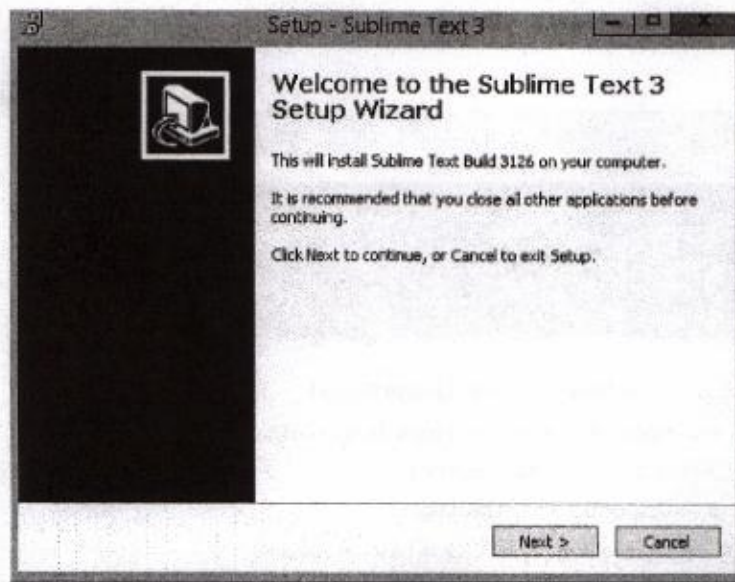 Setup - Sublime Text 3
Welcome to the Sublime Text 3
Setup Wizard
This will install Sublime Text Build 3126 on your computer.
It is recommended that you close all other applications before
continuing.
Click Next to continue, or Cancel to exit Setup.
Next >
Cancel